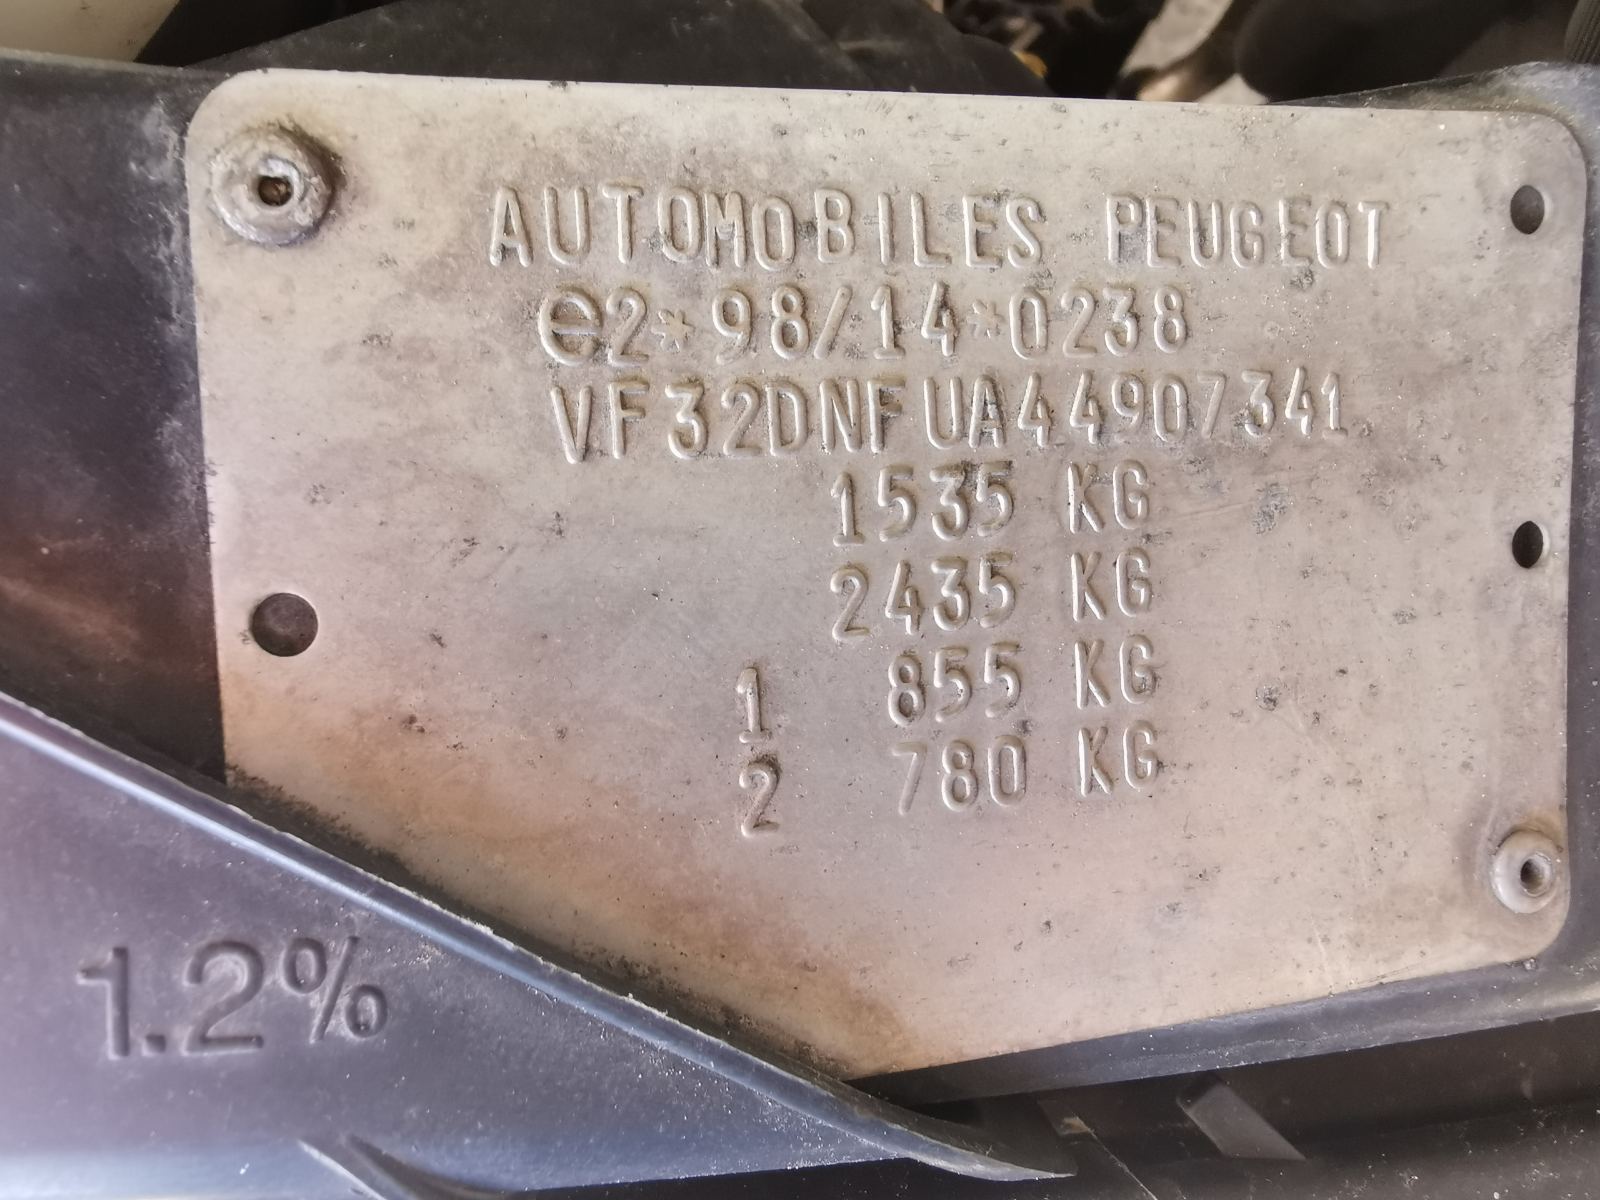 AUTOMOBILES PEUGEOT
e2*98/14*0238
VF32DNFUA44907341
1535 KG
2435 KG
1 855 KG
2 780 KG
1.2%